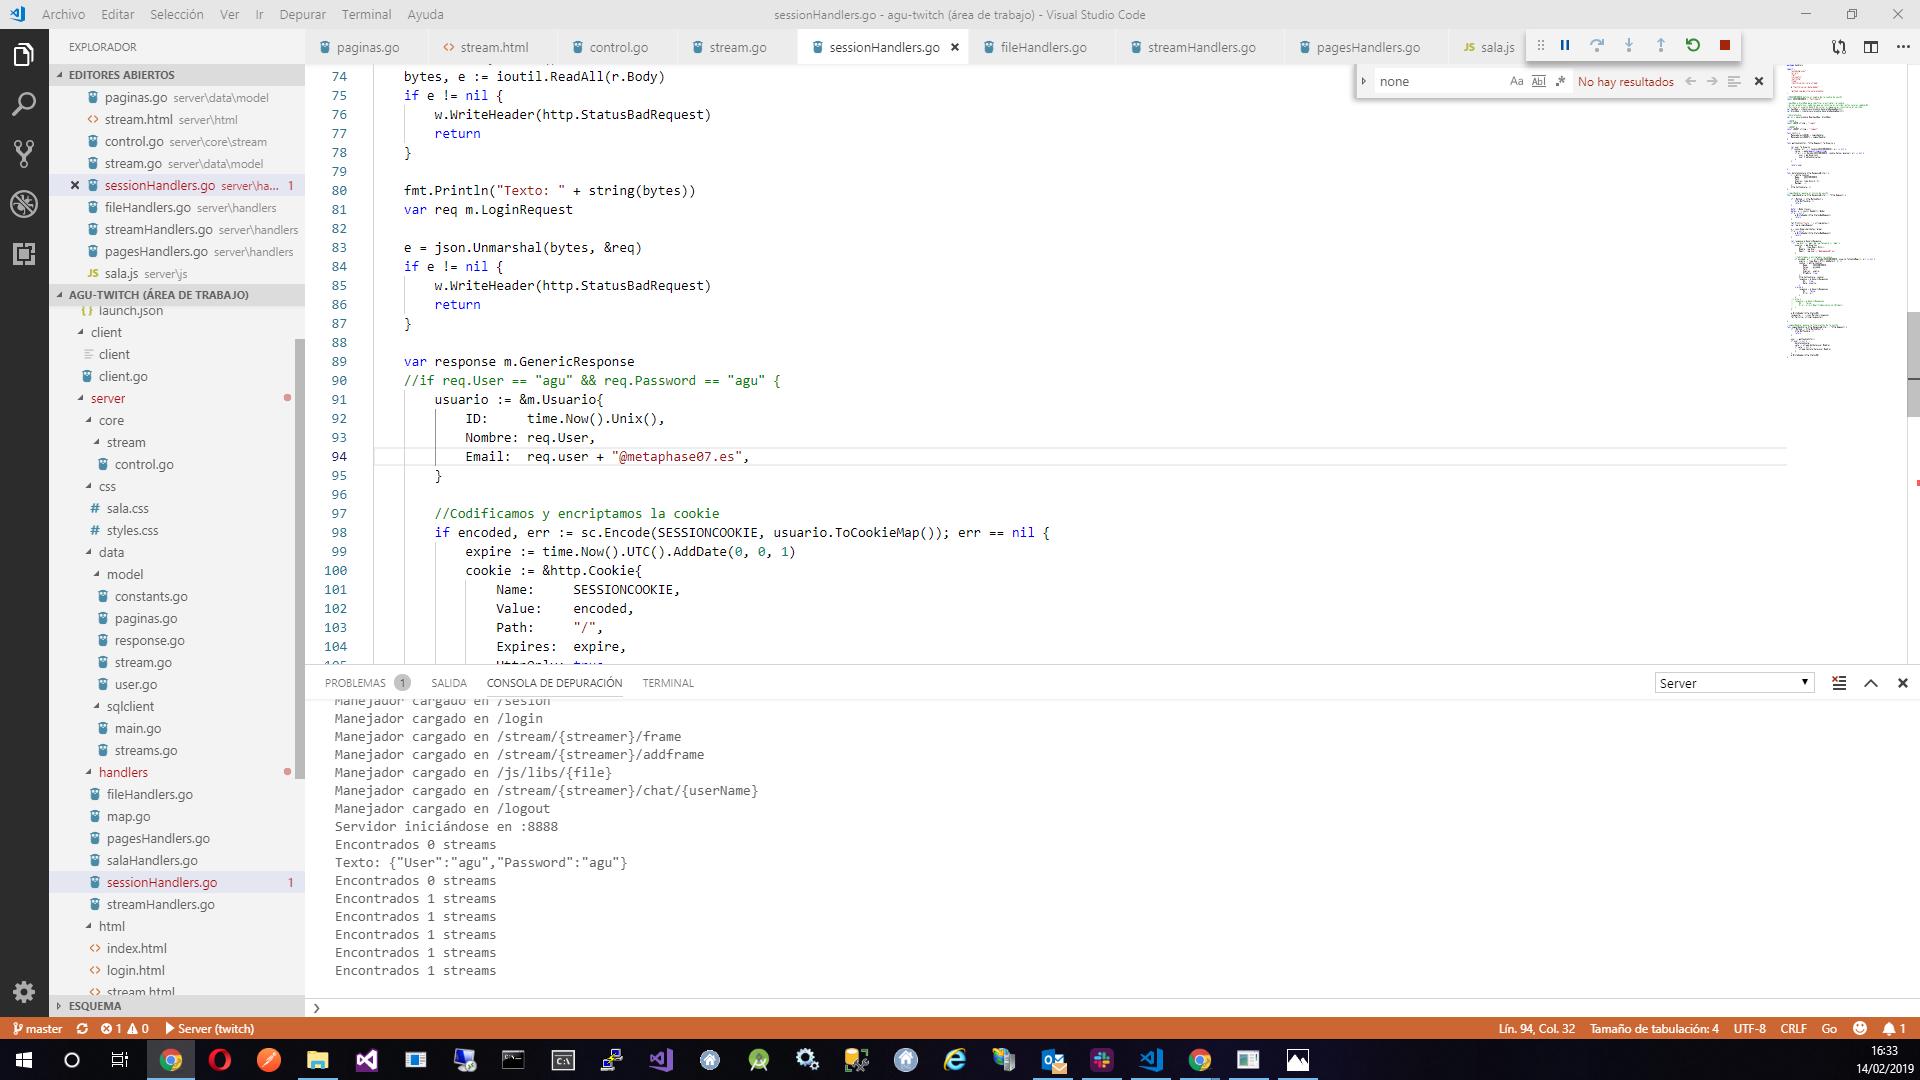 Archivo Editar Selección Ver Ir Depurar Terminal Ayuda
sessionHandlers.go - agu-twitch (área de trabajo) - Visual Studio Code
EXPLORADOR
EDITORES ABIERTOS
paginas.go server\data\model
stream.html server\html
control.go server\core\stream
stream.go server\data\model
sessionHandlers.go server\ha... 1
fileHandlers.go server\handlers
streamHandlers.go server\handlers
pagesHandlers.go server\handlers
JS sala.js server\js
AGU-TWITCH (ÁREA DE TRABAJO)
launch.json
client
client
client.go
server
core
stream
control.go
css
# sala.css
# styles.css
data
model
constants.go
paginas.go
response.go
stream.go
user.go
sqlclient
main.go
streams.go
handlers
fileHandlers.go
map.go
pagesHandlers.go
salaHandlers.go
sessionHandlers.go 1
streamHandlers.go
html
index.html
login.html
stream.html
ESQUEMA
paginas.go stream.html control.go stream.go sessionHandlers.go fileHandlers.go streamHandlers.go pagesHandlers.go JS sala.js
none Aa Abl .* No hay resultados
74 bytes, e := ioutil.ReadAll(r.Body)
75 if e != nil {
76 w.WriteHeader(http.StatusBadRequest)
77 return
78 }
79
80 fmt.Println("Texto: " + string(bytes))
81 var req m.LoginRequest
82
83 e = json.Unmarshal(bytes, &req)
84 if e != nil {
85 w.WriteHeader(http.StatusBadRequest)
86 return
87 }
88
89 var response m.GenericResponse
90 //if req.User == "agu" && req.Password == "agu" {
91 usuario := &m.Usuario{
92 ID: time.Now().Unix(),
93 Nombre: req.User,
94 Email: req.user + "@metaphase07.es",
95 }
96
97 //Codificamos y encriptamos la cookie
98 if encoded, err := sc.Encode(SESSIONCOOKIE, usuario.ToCookieMap()); err == nil {
99 expire := time.Now().UTC().AddDate(0, 0, 1)
100 cookie := &http.Cookie{
101 Name: SESSIONCOOKIE,
102 Value: encoded,
103 Path: "/",
104 Expires: expire,
105 HttpOnly: true
PROBLEMAS 1 SALIDA CONSOLA DE DEPURACIÓN TERMINAL
Server
Manejador cargado en /sesion
Manejador cargado en /login
Manejador cargado en /stream/{streamer}/frame
Manejador cargado en /stream/{streamer}/addframe
Manejador cargado en /js/libs/{file}
Manejador cargado en /stream/{streamer}/chat/{userName}
Manejador cargado en /logout
Servidor iniciándose en :8888
Encontrados 0 streams
Texto: {"User":"agu","Password":"agu"}
Encontrados 0 streams
Encontrados 1 streams
Encontrados 1 streams
Encontrados 1 streams
Encontrados 1 streams
Encontrados 1 streams
master 1 0 Server (twitch)
Lín. 94, Col. 32 Tamaño de tabulación: 4 UTF-8 CRLF Go 1
16:33
14/02/2019